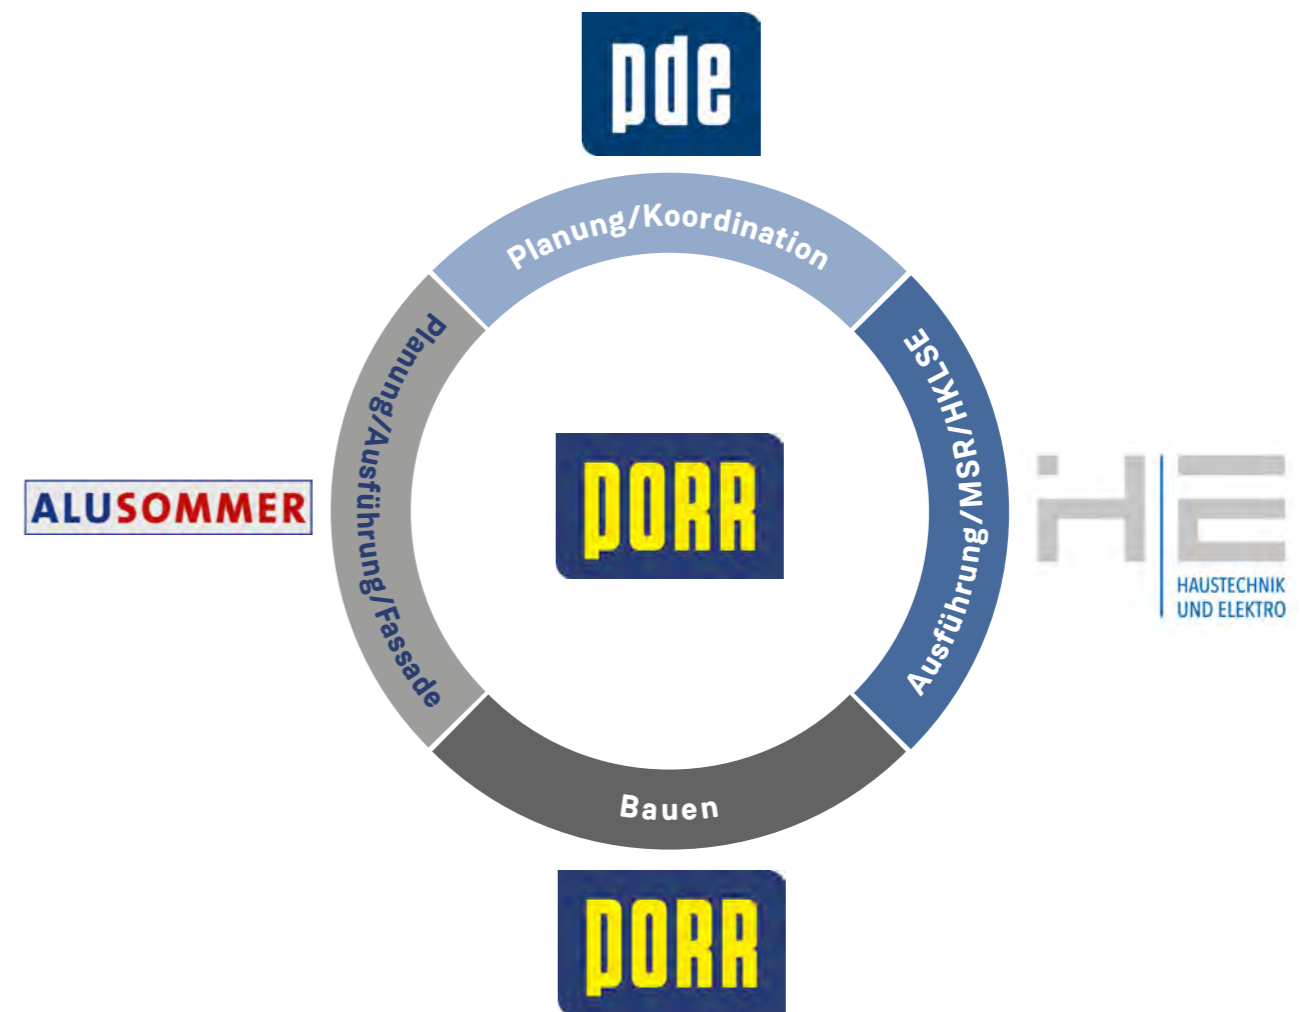 pde
Planung/Koordination
Planung/Ausführung/Fassade
Ausführung/MSR/HKLSE
PORR
ALUSOMMER
HE
HAUSTECHNIK
UND ELEKTRO
Bauen
PORR